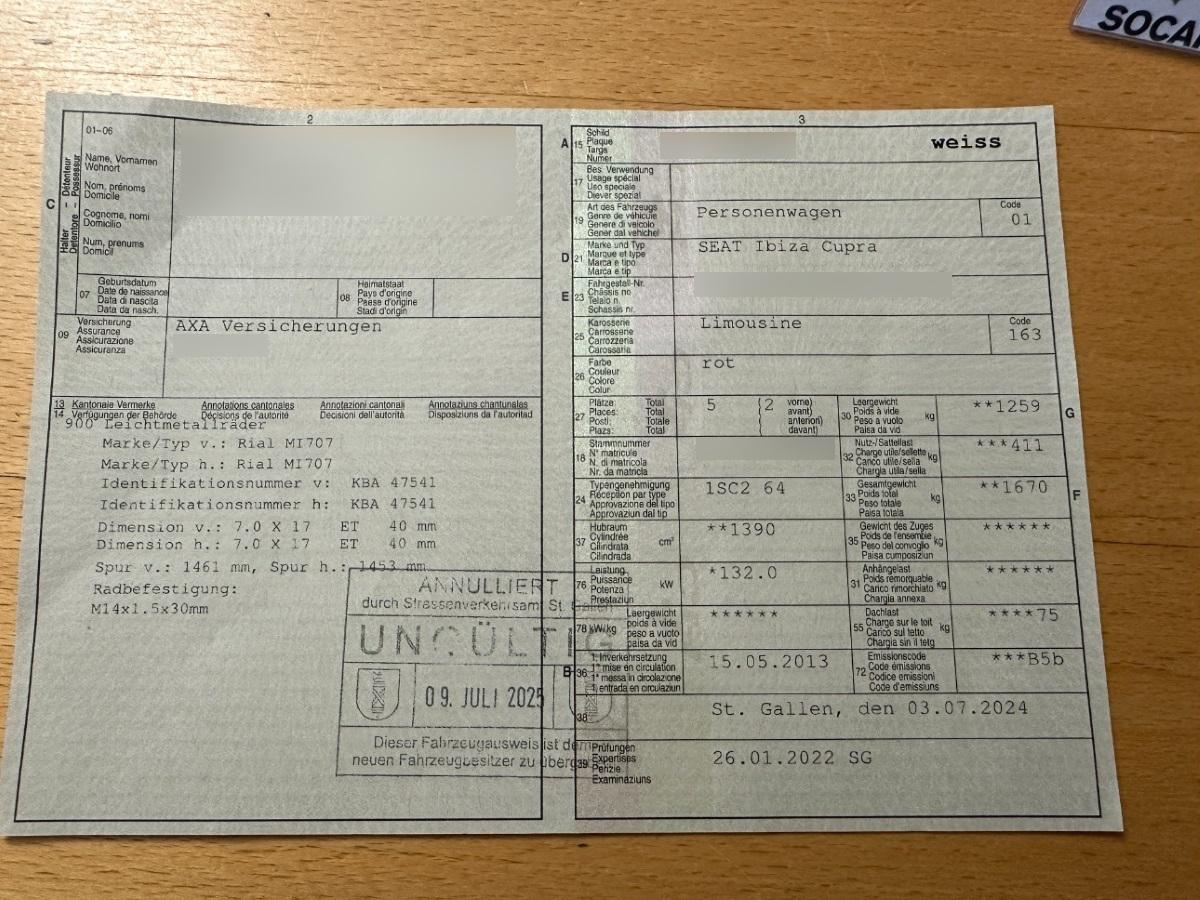 SOCA
2
3
C
Halter – Détenteur
Detentore – Possessur
01–06
Name, Vornamen
Wohnort
Nom, prénoms
Domicile
Cognome, nomi
Domicilio
Num, prenums
Domicil
07
Geburtsdatum
Date de naissance
Data di nascita
Data da nasch.
08
Heimatstaat
Pays d'origine
Paese d'origine
Stadi d'origin
09
Versicherung
Assurance
Assicurazione
Assicuranza
AXA Versicherungen
13 Kantonale Vermerke Annotations cantonales Annotazioni cantonali Annotaziuns chantunales
14 Verfügungen der Behörde Décisions de l'autorité Decisioni dell'autorità Disposiziuns da l'autoritad
900 Leichtmetallräder
Marke/Typ v.: Rial MI707
Marke/Typ h.: Rial MI707
Identifikationsnummer v: KBA 47541
Identifikationsnummer h: KBA 47541
Dimension v.: 7.0 X 17 ET 40 mm
Dimension h.: 7.0 X 17 ET 40 mm
Spur v.: 1461 mm, Spur h.: 1453 mm
Radbefestigung:
M14x1.5x30mm
ANNULLIERT
durch Strassenverkehrsamt St. Gallen
UNGÜLTIG
09. JULI 2025
Dieser Fahrzeugausweis ist dem
neuen Fahrzeugbesitzer zu überg
A 15
Schild
Plaque
Targa
Numer
weiss
17
Bes. Verwendung
Usage spécial
Uso speciale
Diever spezial
19
Art des Fahrzeugs
Genre de véhicule
Genere di veicolo
Gener dal vehichel
Personenwagen
Code
01
D 21
Marke und Typ
Marque et type
Marca e tipo
Marca e tip
SEAT Ibiza Cupra
E 23
Fahrgestell-Nr.
Châssis no
Telaio n.
Schassis nr.
25
Karosserie
Carrosserie
Carrozzeria
Carossaria
Limousine
Code
163
26
Farbe
Couleur
Colore
Colur
rot
27
Plätze: Total
Places: Total
Posti: Totale
Plazs: Total
5
(2
vorne)
avant)
anteriori)
davant)
30
Leergewicht
Poids à vide
Peso a vuoto
Paisa da vid
kg
**1259
G
18
Stammnummer
N° matricule
N. di matricola
Nr. da matricla
32
Nutz-/Sattellast
Charge utile/sellette
Carico utile/sella
Chargia utila/sella
kg
***411
24
Typengenehmigung
Réception par type
Approvazione del tipo
Approvaziun dal tip
1SC2 64
33
Gesamtgewicht
Poids total
Peso totale
Paisa totala
kg
**1670
F
37
Hubraum
Cylindrée
Cilindrata
Cilindrada
cm³
**1390
35
Gewicht des Zuges
Poids de l'ensemble
Peso del convoglio
Paisa cumposiziun
kg
******
76
Leistung
Puissance
Potenza
Prestaziun
kW
*132.0
31
Anhängelast
Poids remorquable
Carico rimorchiato
Chargia annexa
kg
******
78 kW/kg
Leergewicht
poids à vide
peso a vuoto
paisa da vid
******
55
Dachlast
Charge sur le toit
Carico sul tetto
Chargia sin il tetg
kg
****75
B 36
1. Inverkehrsetzung
1re mise en circulation
1a messa in circolazione
1. entrada en circulaziun
15.05.2013
72
Emissionscode
Code émissions
Codice emissioni
Code d'emissiuns
***B5b
38
St. Gallen, den 03.07.2024
39
Prüfungen
Expertises
Perizie
Examinaziuns
26.01.2022 SG